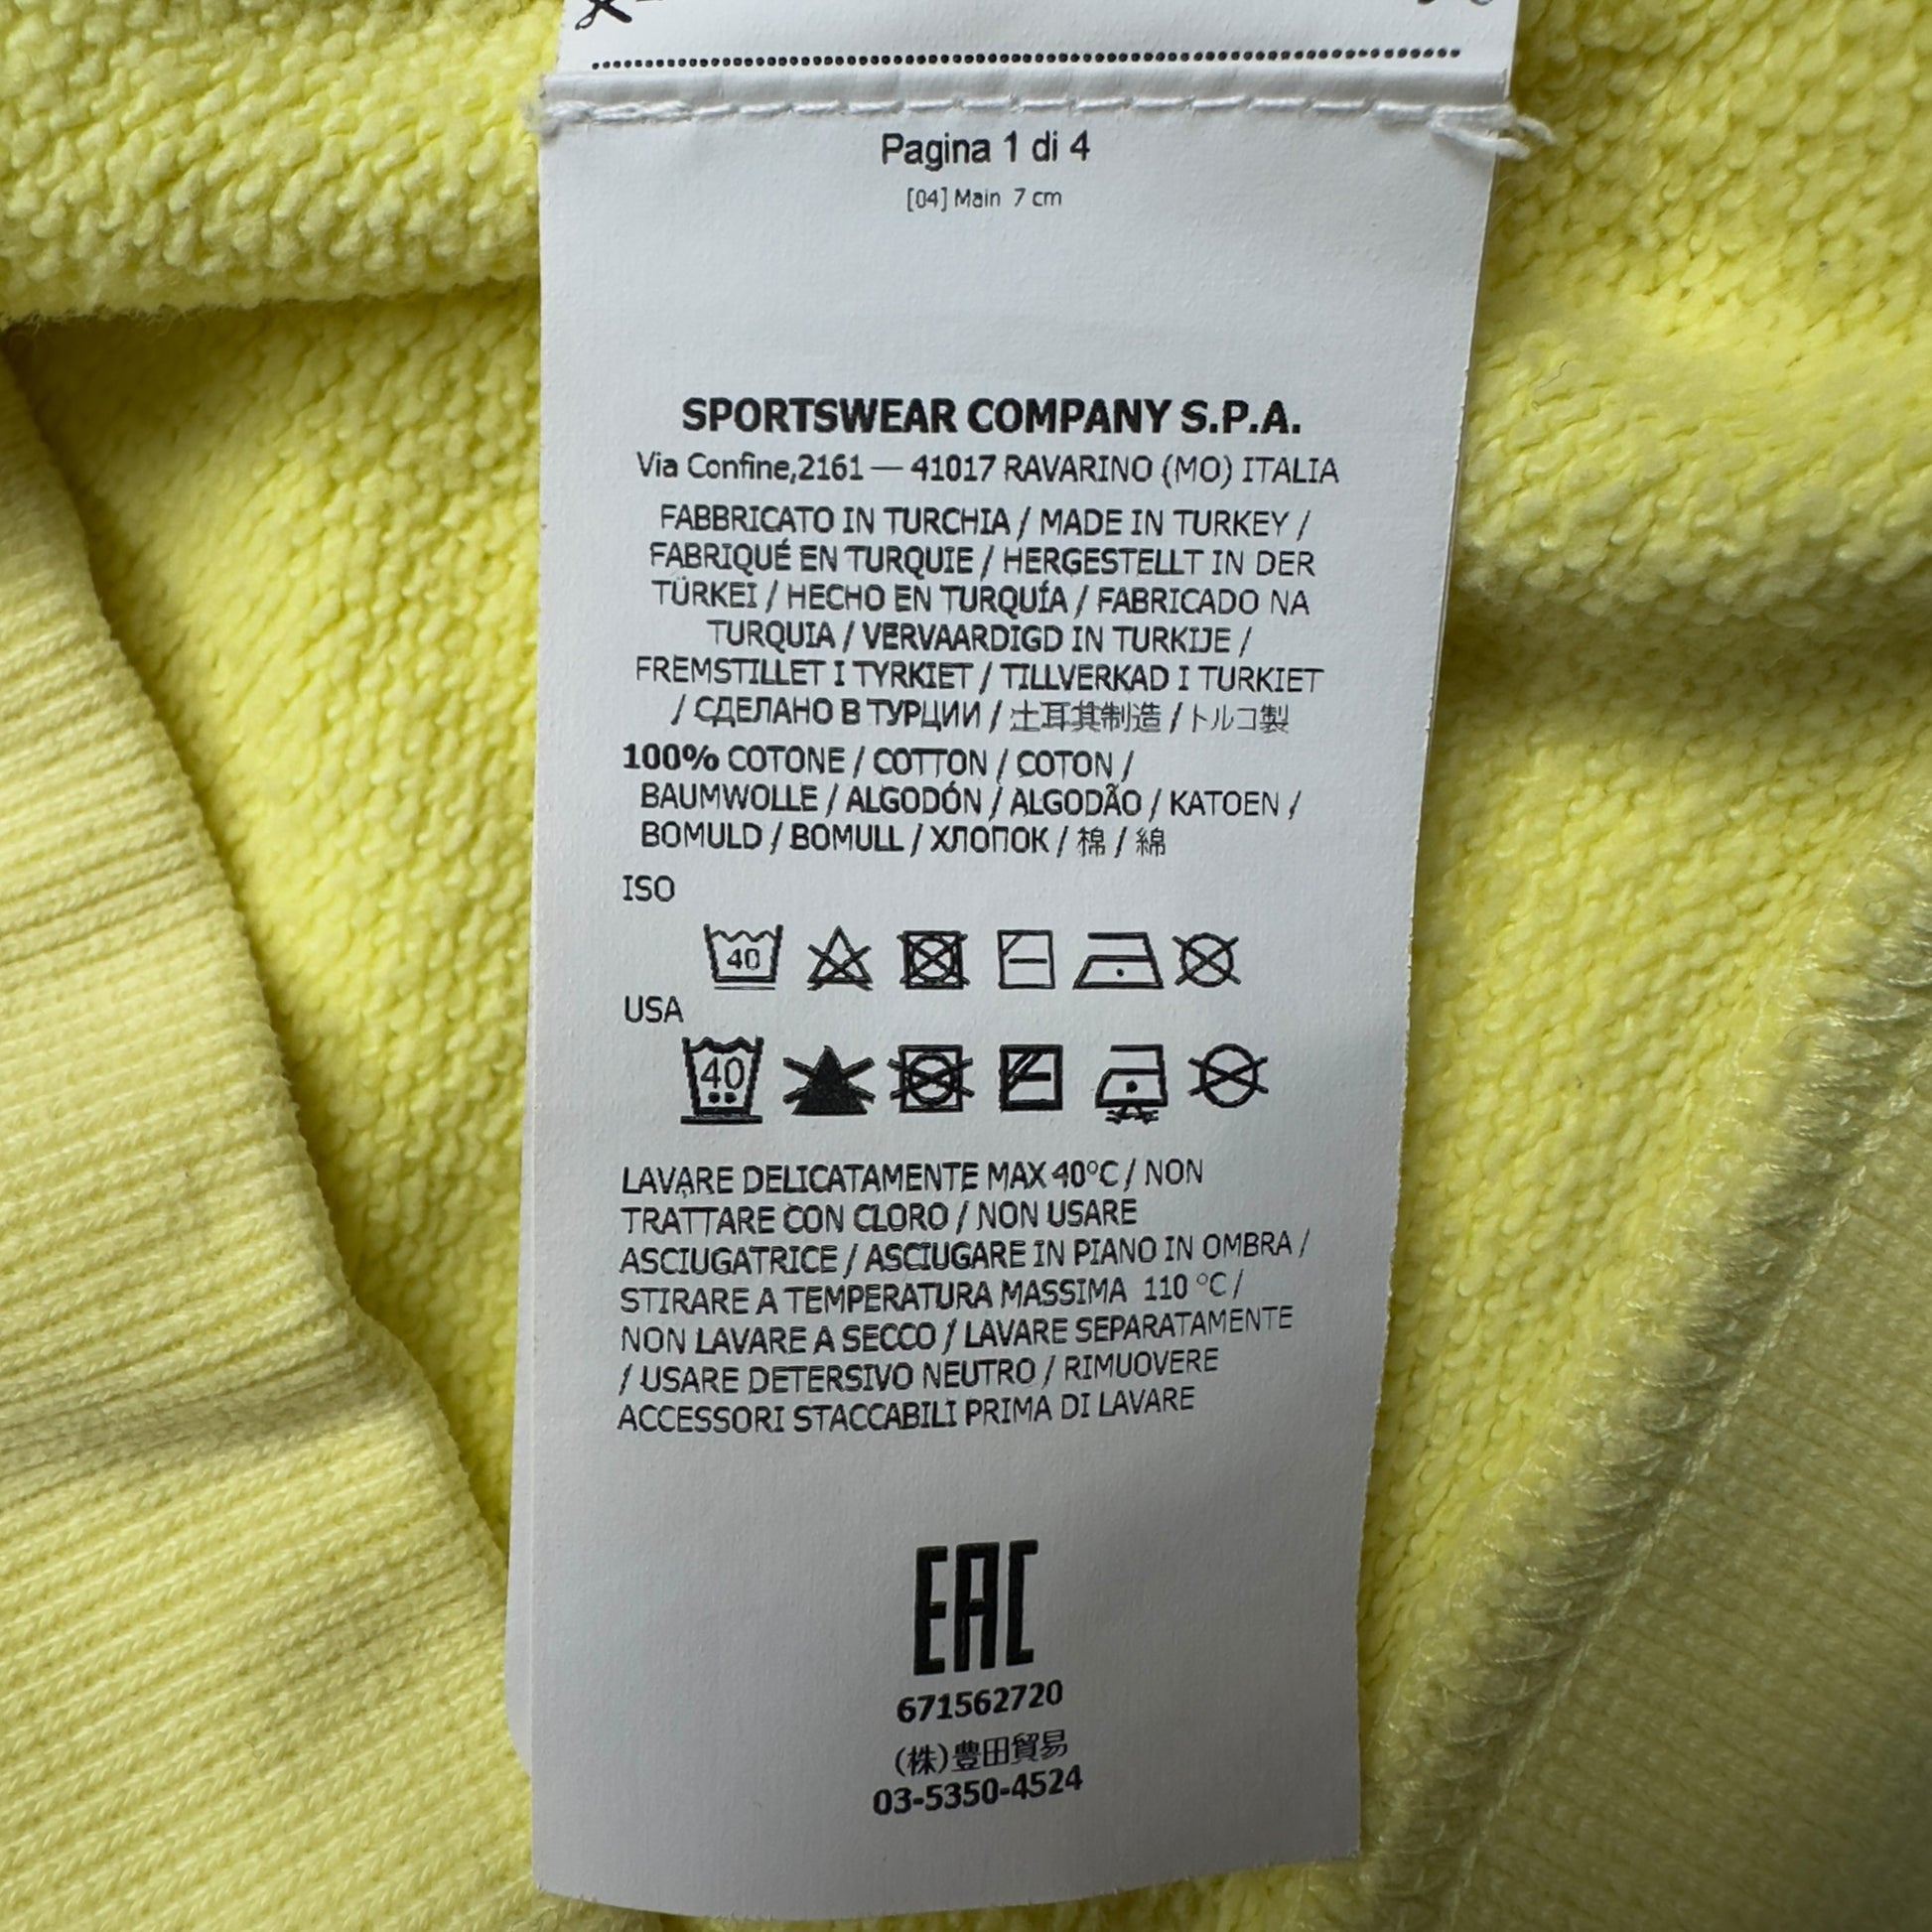 Pagina 1 di 4
[04] Main 7 cm
SPORTSWEAR COMPANY S.P.A.
Via Confine,2161 — 41017 RAVARINO (MO) ITALIA
FABBRICATO IN TURCHIA / MADE IN TURKEY /
FABRIQUÉ EN TURQUIE / HERGESTELLT IN DER
TÜRKEI / HECHO EN TURQUÍA / FABRICADO NA
TURQUIA / VERVAARDIGD IN TURKIJE /
FREMSTILLET I TYRKIET / TILLVERKAD I TURKIET
/ СДЕЛАНО В ТУРЦИИ / 土耳其制造 / トルコ製
100% COTONE / COTTON / COTON /
BAUMWOLLE / ALGODÓN / ALGODÃO / KATOEN /
BOMULD / BOMULL / ХЛОПОК / 棉 / 綿
ISO
40
USA
40
LAVARE DELICATAMENTE MAX 40°C / NON
TRATTARE CON CLORO / NON USARE
ASCIUGATRICE / ASCIUGARE IN PIANO IN OMBRA /
STIRARE A TEMPERATURA MASSIMA 110 °C /
NON LAVARE A SECCO / LAVARE SEPARATAMENTE
/ USARE DETERSIVO NEUTRO / RIMUOVERE
ACCESSORI STACCABILI PRIMA DI LAVARE
EAC
671562720
(株)豊田貿易
03-5350-4524